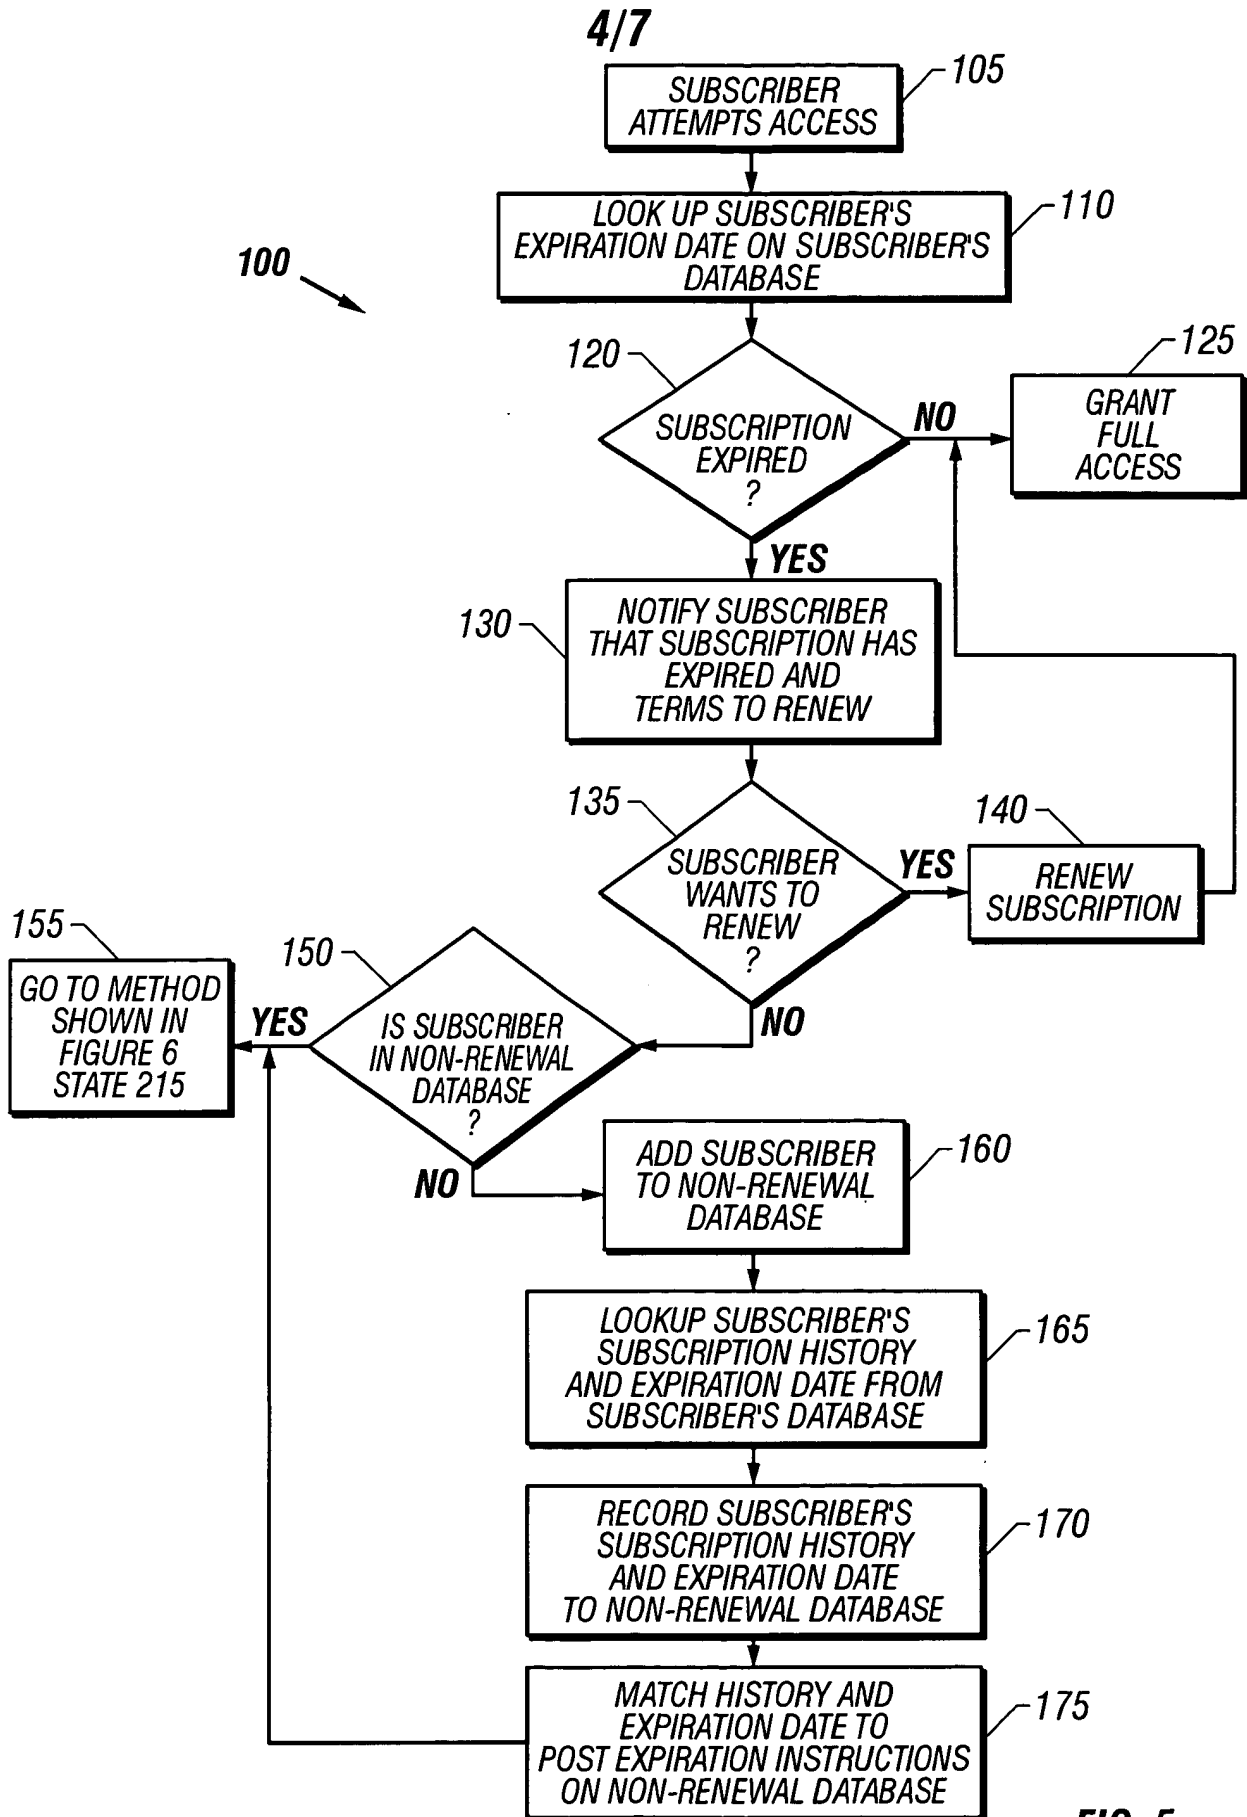 4/7
SUBSCRIBER
ATTEMPTS ACCESS
105
LOOK UP SUBSCRIBER'S
EXPIRATION DATE ON SUBSCRIBER'S
DATABASE
110
100
120
SUBSCRIPTION
EXPIRED
?
NO
125
GRANT
FULL
ACCESS
YES
130
NOTIFY SUBSCRIBER
THAT SUBSCRIPTION HAS
EXPIRED AND
TERMS TO RENEW
135
SUBSCRIBER
WANTS TO
RENEW
?
YES
140
RENEW
SUBSCRIPTION
NO
155
GO TO METHOD
SHOWN IN
FIGURE 6
STATE 215
YES
150
IS SUBSCRIBER
IN NON-RENEWAL
DATABASE
?
NO
ADD SUBSCRIBER
TO NON-RENEWAL
DATABASE
160
LOOKUP SUBSCRIBER'S
SUBSCRIPTION HISTORY
AND EXPIRATION DATE FROM
SUBSCRIBER'S DATABASE
165
RECORD SUBSCRIBER'S
SUBSCRIPTION HISTORY
AND EXPIRATION DATE
TO NON-RENEWAL DATABASE
170
MATCH HISTORY AND
EXPIRATION DATE TO
POST EXPIRATION INSTRUCTIONS
ON NON-RENEWAL DATABASE
175
FIG. 5